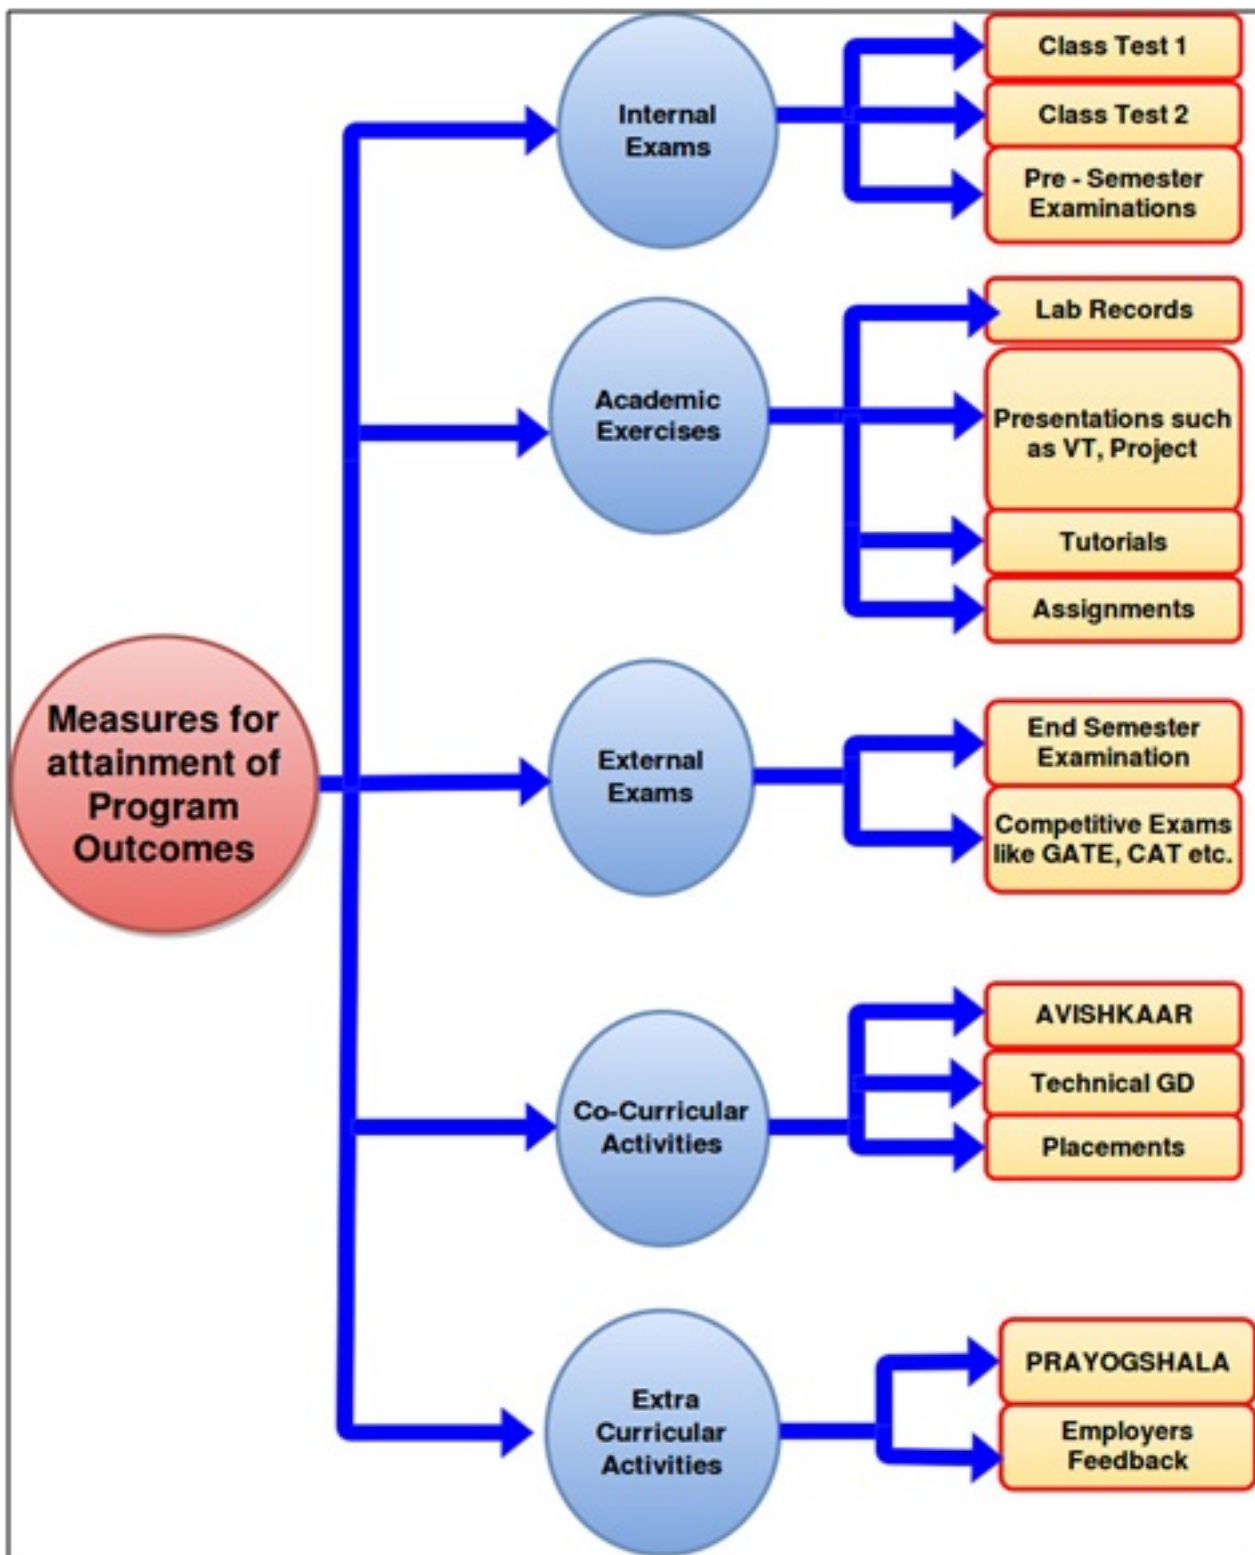 Measures for
attainment of
Program
Outcomes
Internal
Exams
Class Test 1
Class Test 2
Pre - Semester
Examinations
Academic
Exercises
Lab Records
Presentations such
as VT, Project
Tutorials
Assignments
External
Exams
End Semester
Examination
Competitive Exams
like GATE, CAT etc.
Co-Curricular
Activities
AVISHKAAR
Technical GD
Placements
Extra
Curricular
Activities
PRAYOGSHALA
Employers
Feedback